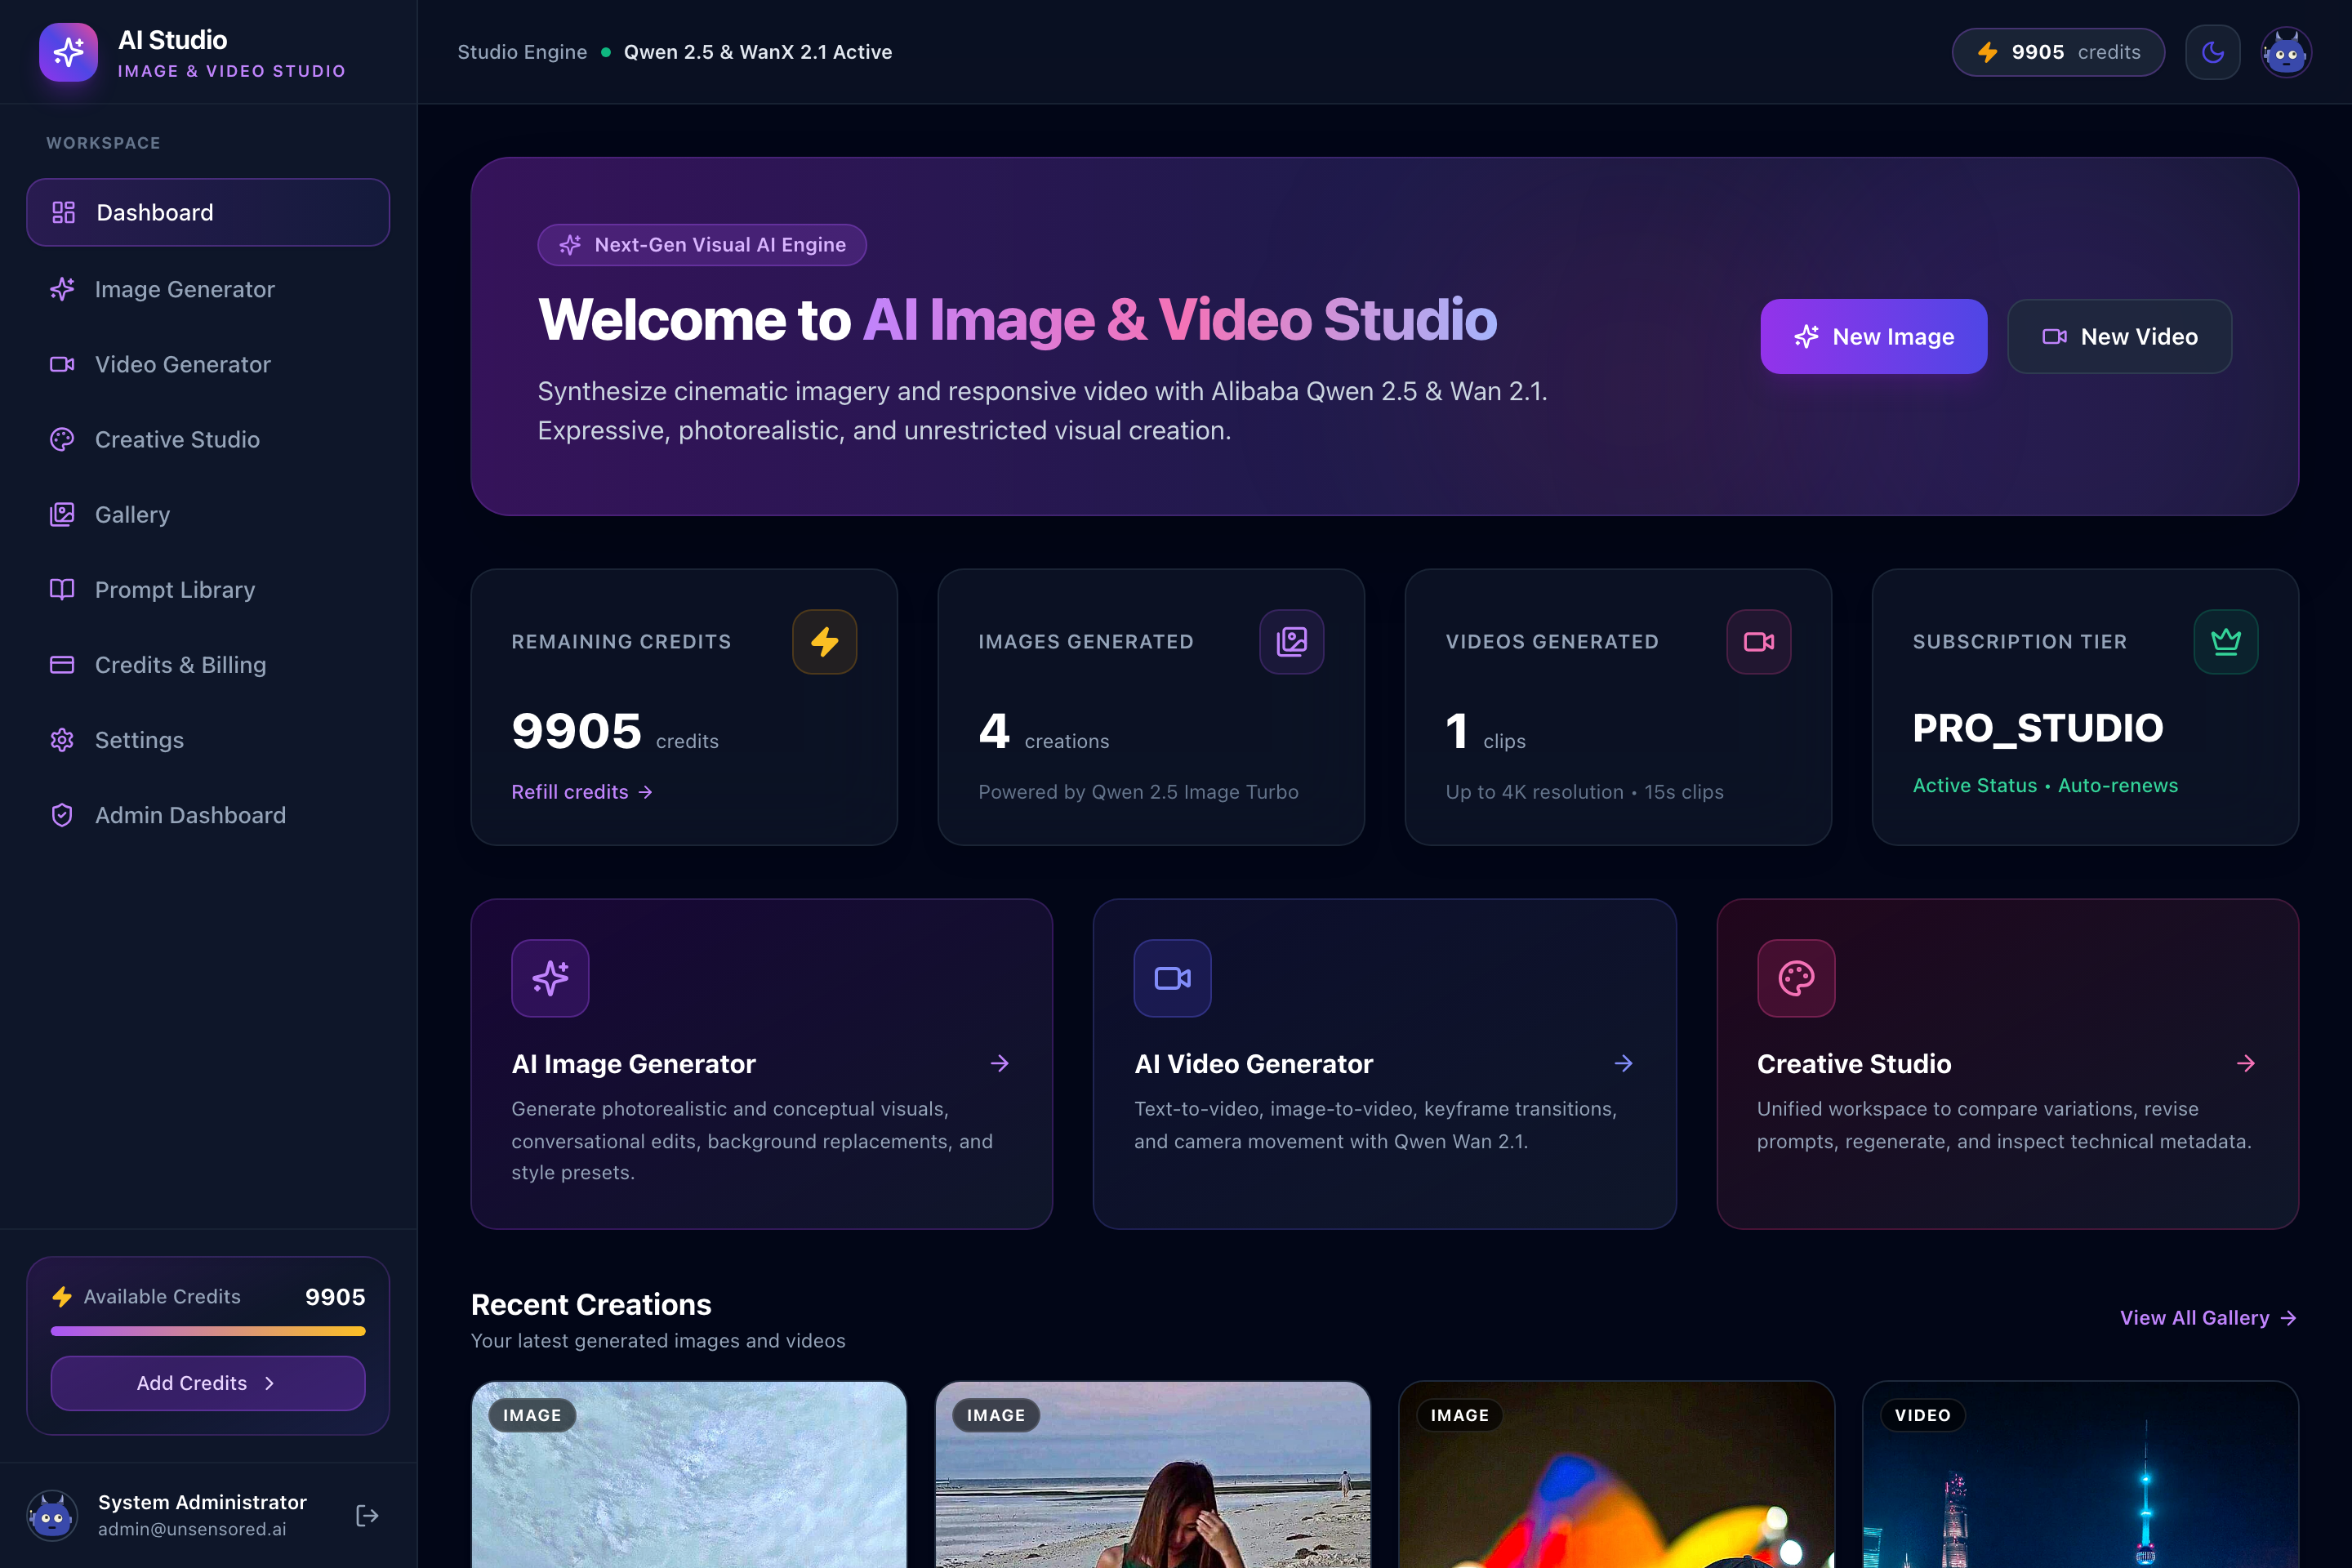 AI Studio
IMAGE & VIDEO STUDIO
WORKSPACE
Dashboard
Image Generator
Video Generator
Creative Studio
Gallery
Prompt Library
Credits & Billing
Settings
Admin Dashboard
Available Credits 9905
Add Credits
System Administrator
admin@unsensored.ai
Studio Engine Qwen 2.5 & WanX 2.1 Active
9905 credits
Next-Gen Visual AI Engine
Welcome to AI Image & Video Studio
Synthesize cinematic imagery and responsive video with Alibaba Qwen 2.5 & Wan 2.1.
Expressive, photorealistic, and unrestricted visual creation.
New Image
New Video
REMAINING CREDITS
9905 credits
Refill credits →
IMAGES GENERATED
4 creations
Powered by Qwen 2.5 Image Turbo
VIDEOS GENERATED
1 clips
Up to 4K resolution • 15s clips
SUBSCRIPTION TIER
PRO_STUDIO
Active Status • Auto-renews
AI Image Generator
Generate photorealistic and conceptual visuals,
conversational edits, background replacements, and
style presets.
AI Video Generator
Text-to-video, image-to-video, keyframe transitions,
and camera movement with Qwen Wan 2.1.
Creative Studio
Unified workspace to compare variations, revise
prompts, regenerate, and inspect technical metadata.
Recent Creations
Your latest generated images and videos
View All Gallery →
IMAGE
IMAGE
IMAGE
VIDEO